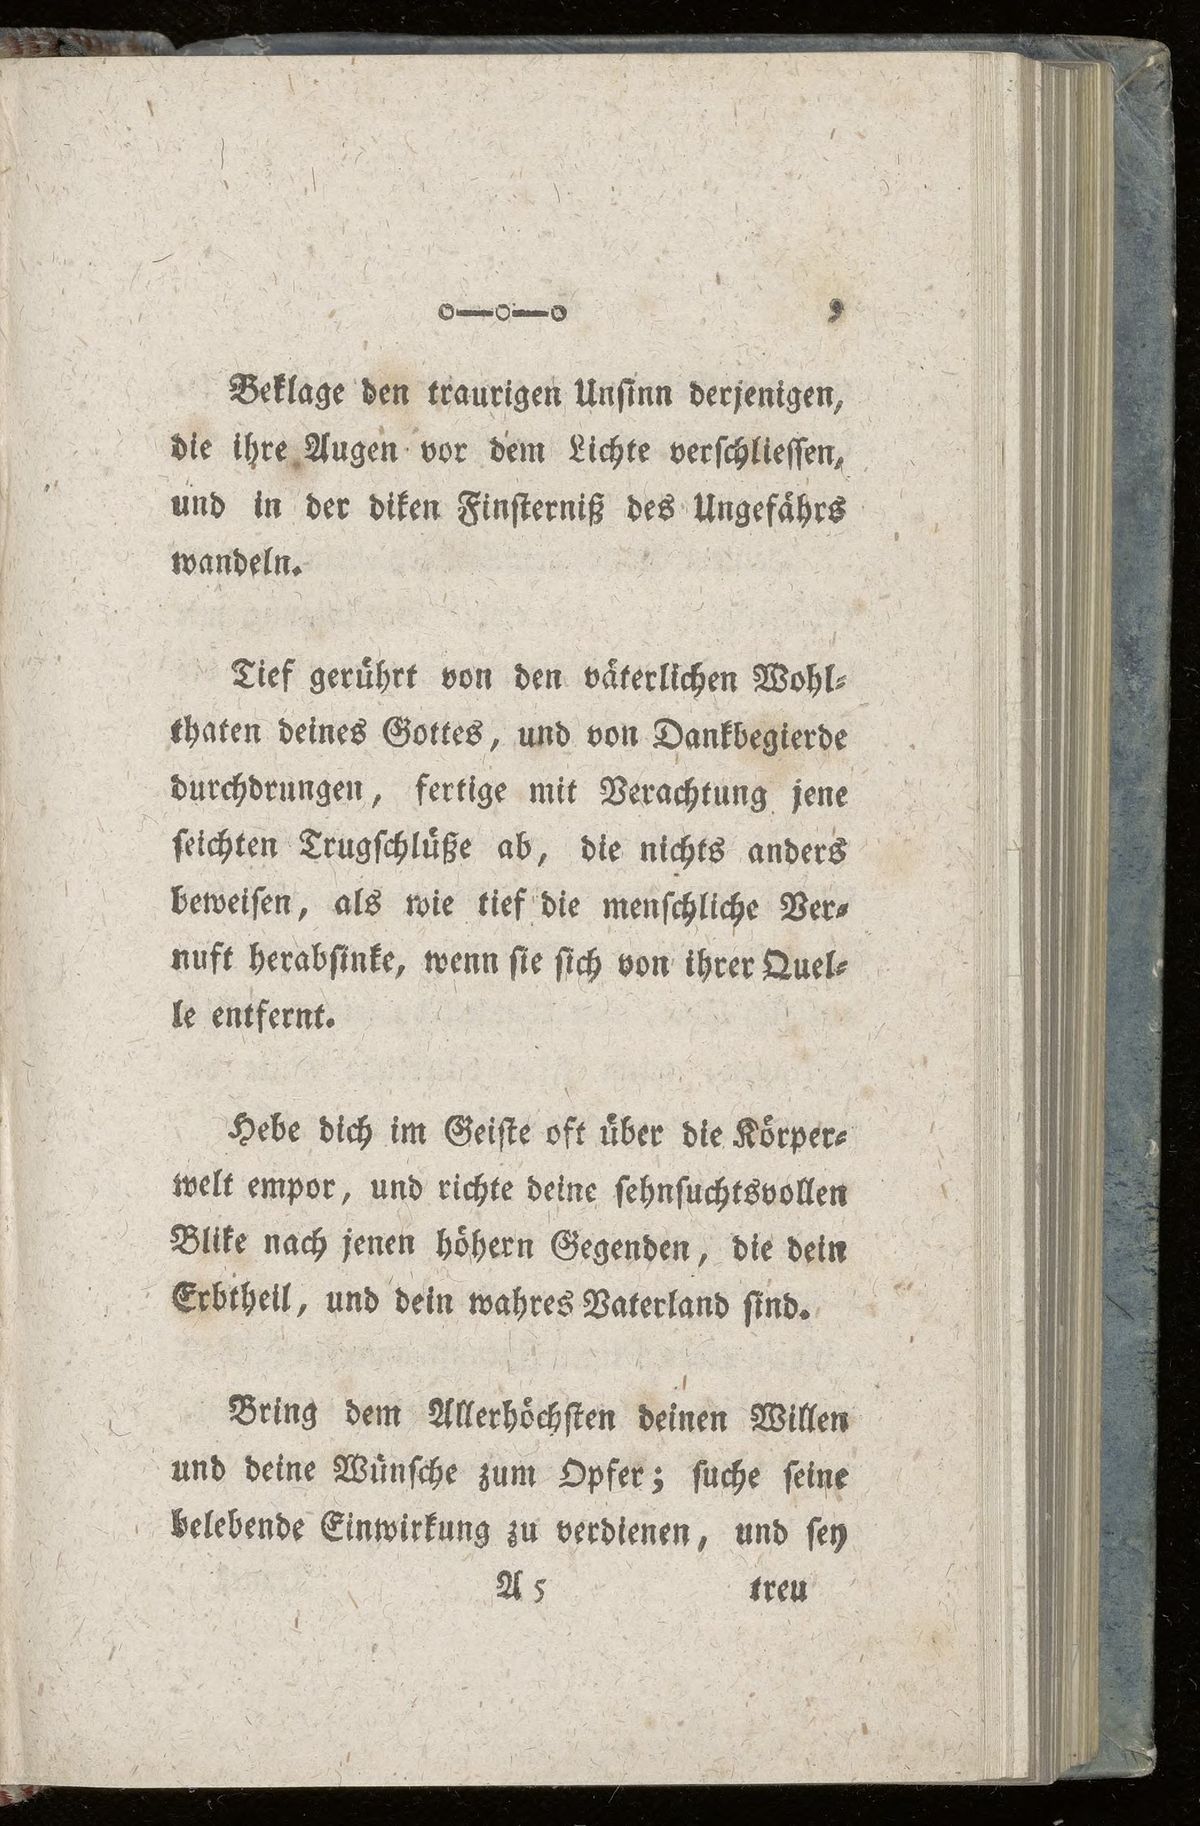 9
Beklage den traurigen Unsinn derjenigen,
die ihre Augen vor dem Lichte verschliessen,
und in der diken Finsterniß des Ungefährs
wandeln.
Tief gerührt von den väterlichen Wohl-
thaten deines Gottes, und von Dankbegierde
durchdrungen, fertige mit Verachtung jene
seichten Trugschlüße ab, die nichts anders
beweisen, als wie tief die menschliche Ver-
nuft herabsinke, wenn sie sich von ihrer Quel-
le entfernt.
Hebe dich im Geiste oft über die Körper-
welt empor, und richte deine sehnsuchtsvollen
Blike nach jenen höhern Gegenden, die dein
Erbtheil, und dein wahres Vaterland sind.
Bring dem Allerhöchsten deinen Willen
und deine Wünsche zum Opfer; suche seine
belebende Einwirkung zu verdienen, und sey
A 5 treu